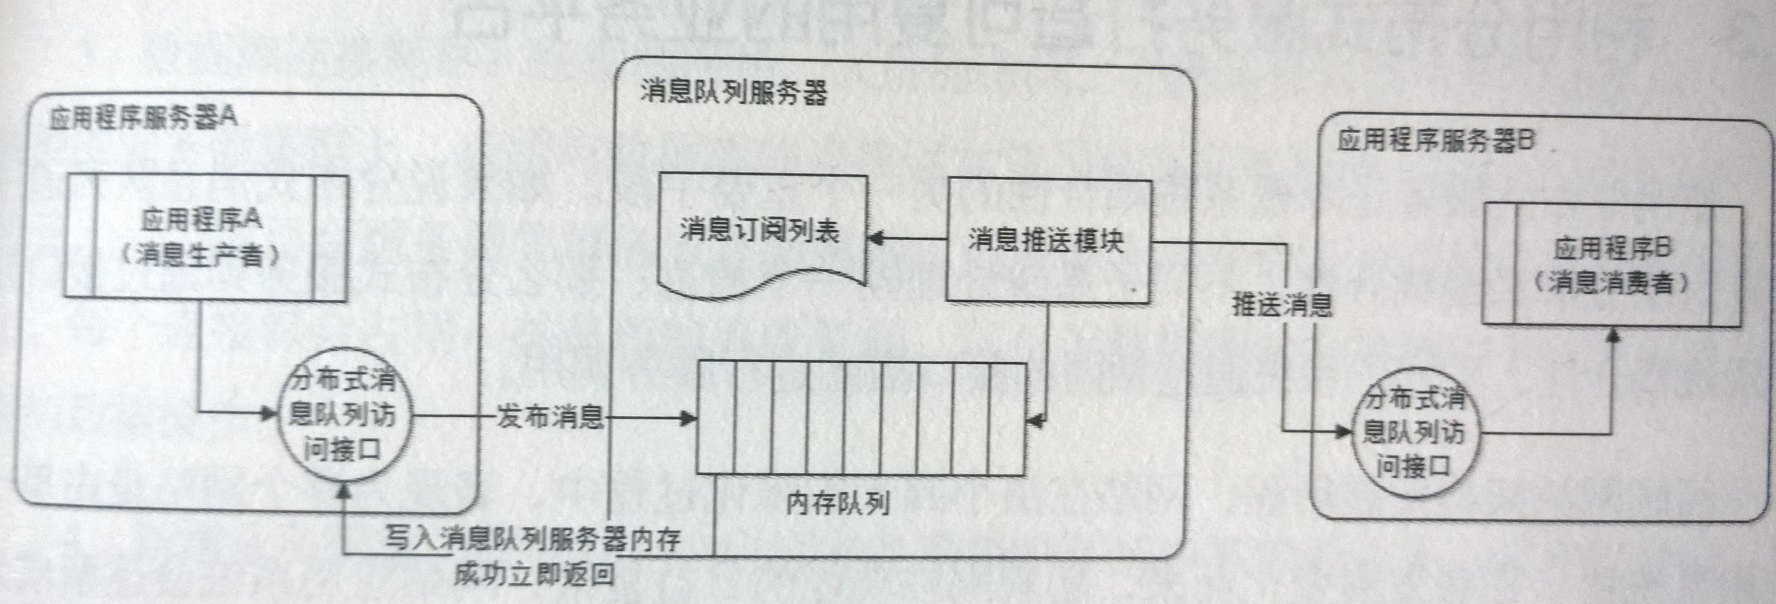 应用程序服务器A
应用程序A
（消息生产者）
分布式消
息队列访
问接口
发布消息
写入消息队列服务器内存
成功立即返回
消息队列服务器
消息订阅列表
消息推送模块
内存队列
推送消息
应用程序服务器B
应用程序B
（消息消费者）
分布式消
息队列访
问接口